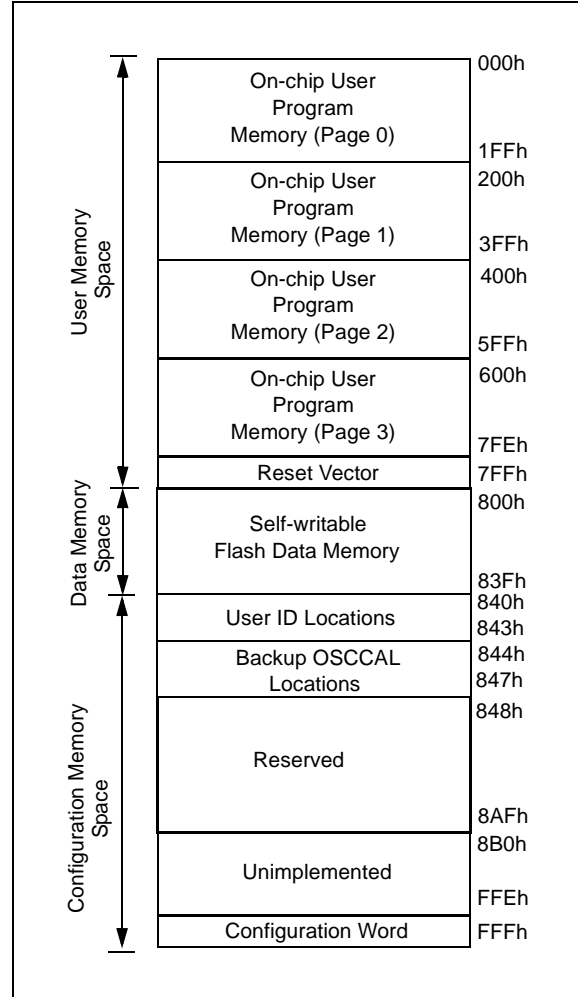 000h
On-chip User
Program
Memory (Page 0)
1FFh
200h
On-chip User
Program
Memory (Page 1)
3FFh
400h
On-chip User
Program
Memory (Page 2)
5FFh
600h
On-chip User
Program
Memory (Page 3)
7FEh
Reset Vector
7FFh
User Memory
Space
800h
Self-writable
Flash Data Memory
83Fh
Data Memory
Space
840h
User ID Locations
843h
Backup OSCCAL
Locations
844h
847h
848h
Reserved
8AFh
8B0h
Unimplemented
FFEh
Configuration Word
FFFh
Configuration Memory
Space